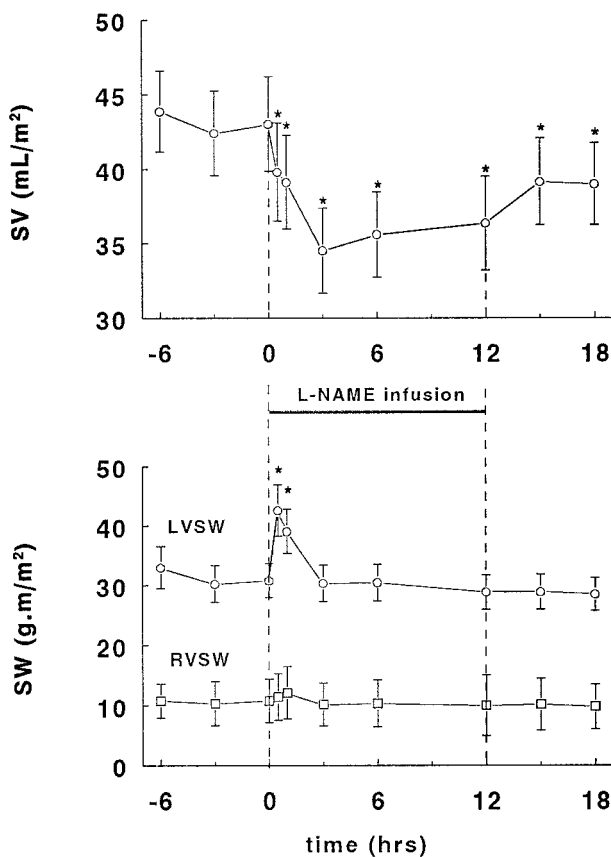 50
45
40
35
30
SV (mL/m²)
* * * * * * *
-6 0 6 12 18
L-NAME infusion
50
40
30
20
10
0
SW (g.m/m²)
* *
LVSW
RVSW
-6 0 6 12 18
time (hrs)